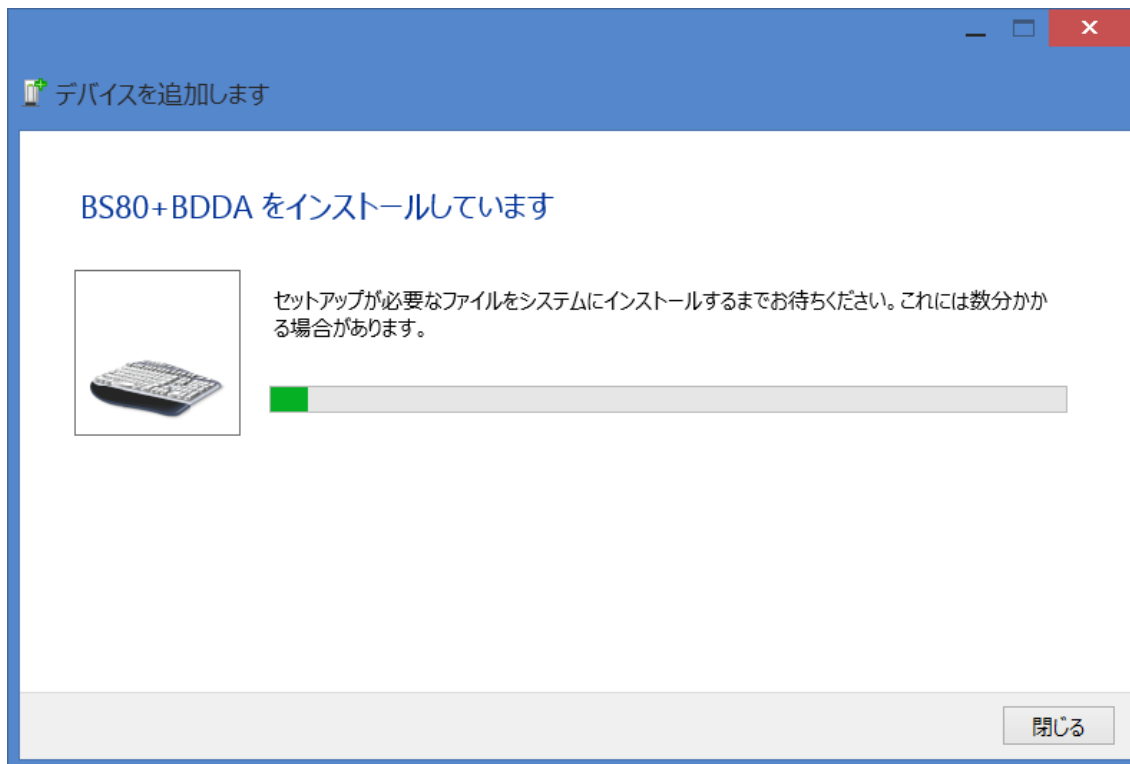 デバイスを追加します
BS80+BDDA をインストールしています
セットアップが必要なファイルをシステムにインストールするまでお待ちください。これには数分かか
る場合があります。
閉じる